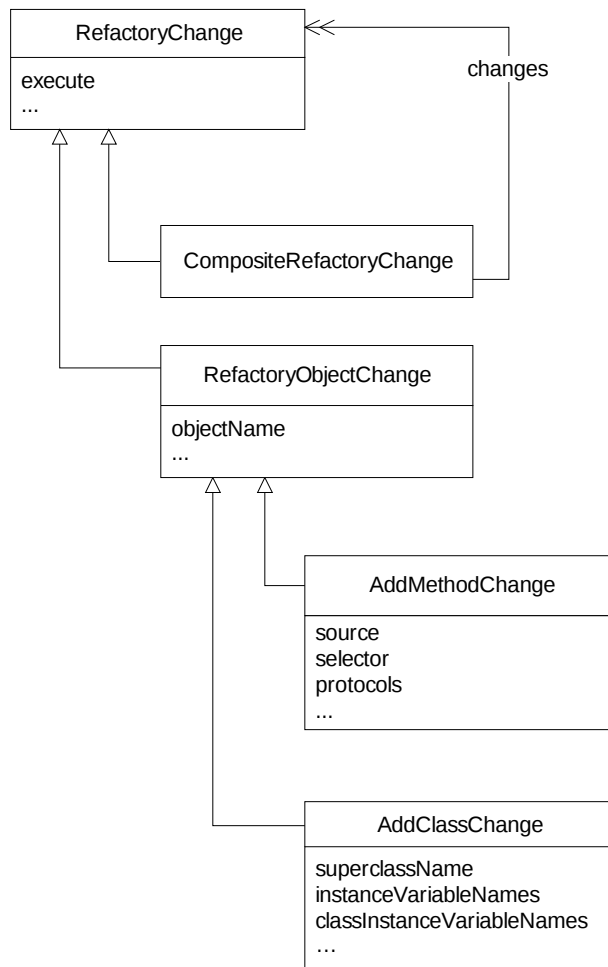 RefactoryChange
execute
...
changes
CompositeRefactoryChange
RefactoryObjectChange
objectName
...
AddMethodChange
source
selector
protocols
...
AddClassChange
superclassName
instanceVariableNames
classInstanceVariableNames
...